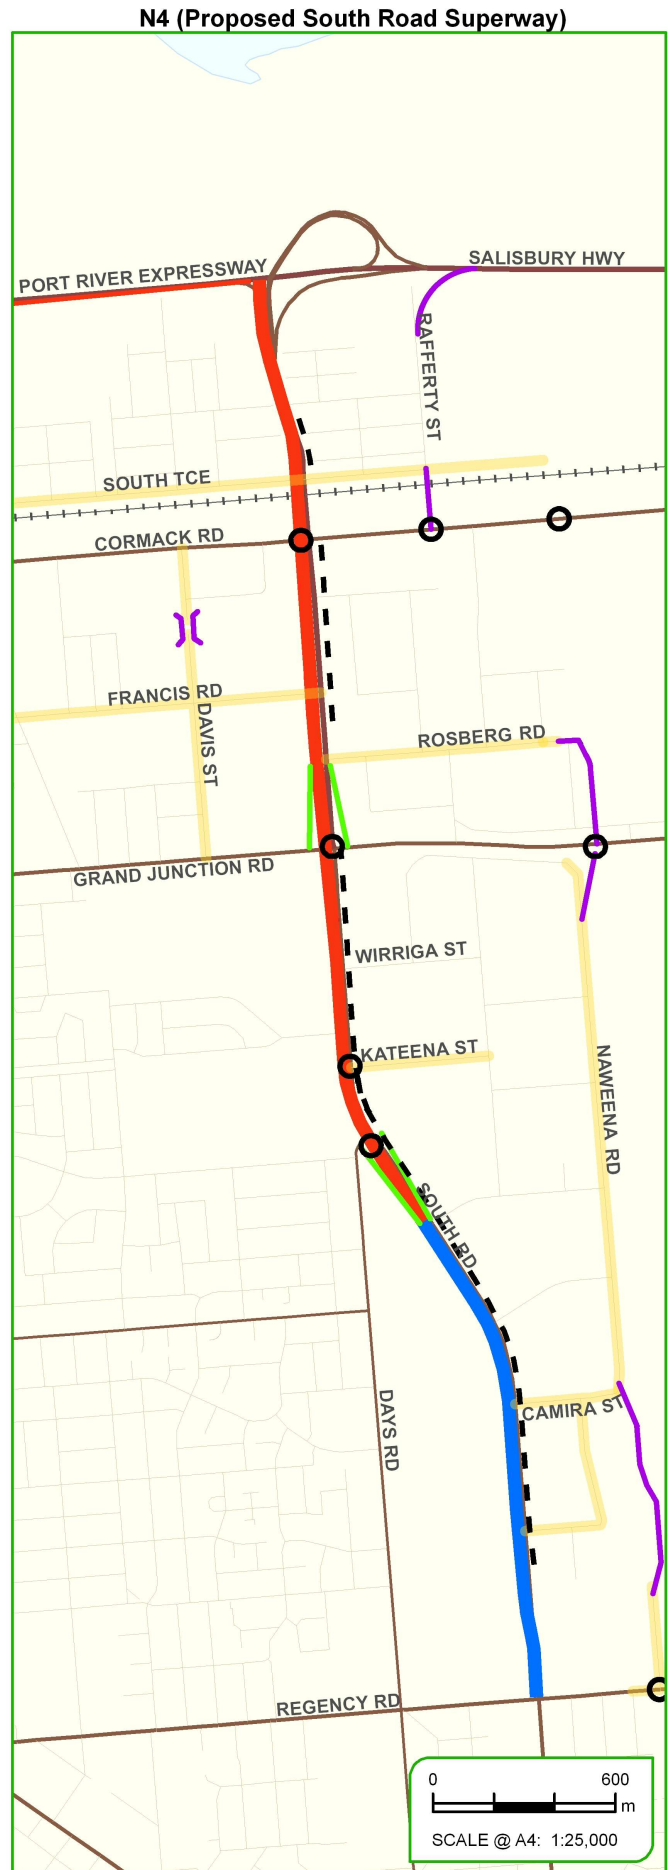 N4 (Proposed South Road Superway)
PORT RIVER EXPRESSWAY
SALISBURY HWY
RAFFERTY ST
SOUTH TCE
CORMACK RD
FRANCIS RD
DAVIS ST
ROSBERG RD
GRAND JUNCTION RD
WIRRIGA ST
KATEENA ST
NAWEENA RD
SOUTH RD
DAYS RD
CAMIRA ST
REGENCY RD
0 600
m
SCALE @ A4: 1:25,000